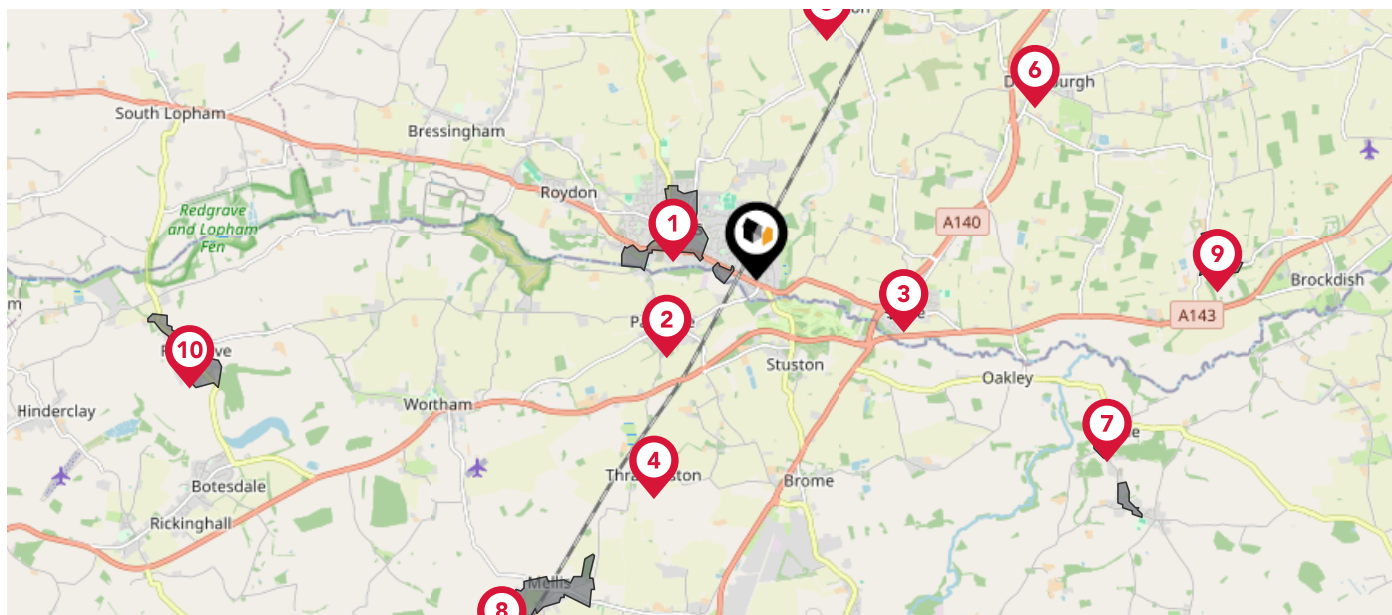 6
South Lopham
Bressingham
Roydon
Redgrave
and Lopham
Fen
1
A140
9
Brockdish
3
A143
2
10
Stuston
Oakley
Hinderclay
Wortham
7
4
Botesdale
Brome
Rickinghall
Mellis
8